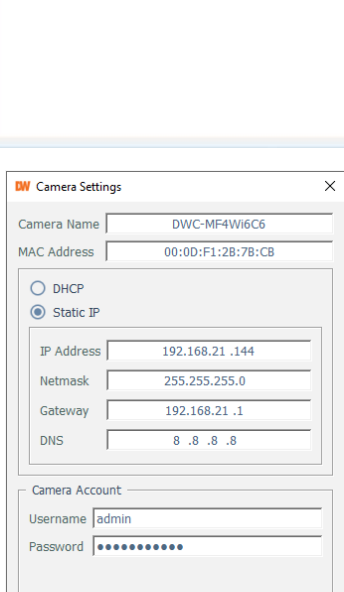 DW Camera Settings
Camera Name DWC-MF4Wi6C6
MAC Address 00:0D:F1:2B:7B:CB
DHCP
Static IP
IP Address 192.168.21 .144
Netmask 255.255.255.0
Gateway 192.168.21 .1
DNS 8 .8 .8 .8
Camera Account
Username admin
Password •••••••••••